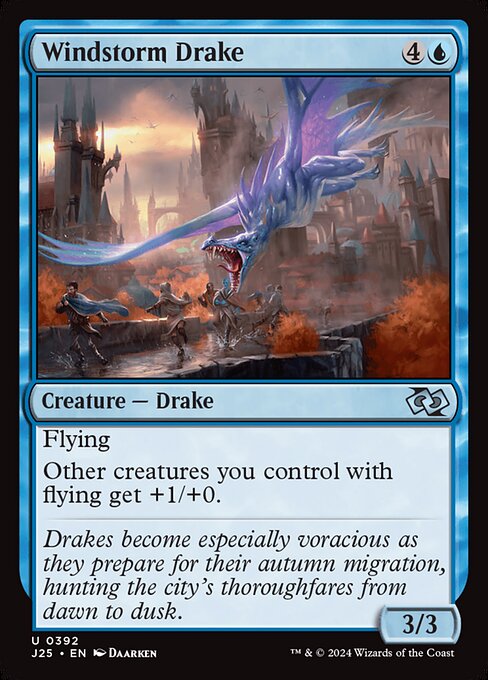 Windstorm Drake 4
Creature — Drake
Flying
Other creatures you control with
flying get +1/+0.
Drakes become especially voracious as
they prepare for their autumn migration,
hunting the city's thoroughfares from
dawn to dusk.
3/3
U 0392
J25 • EN Daarken
™ & © 2024 Wizards of the Coast